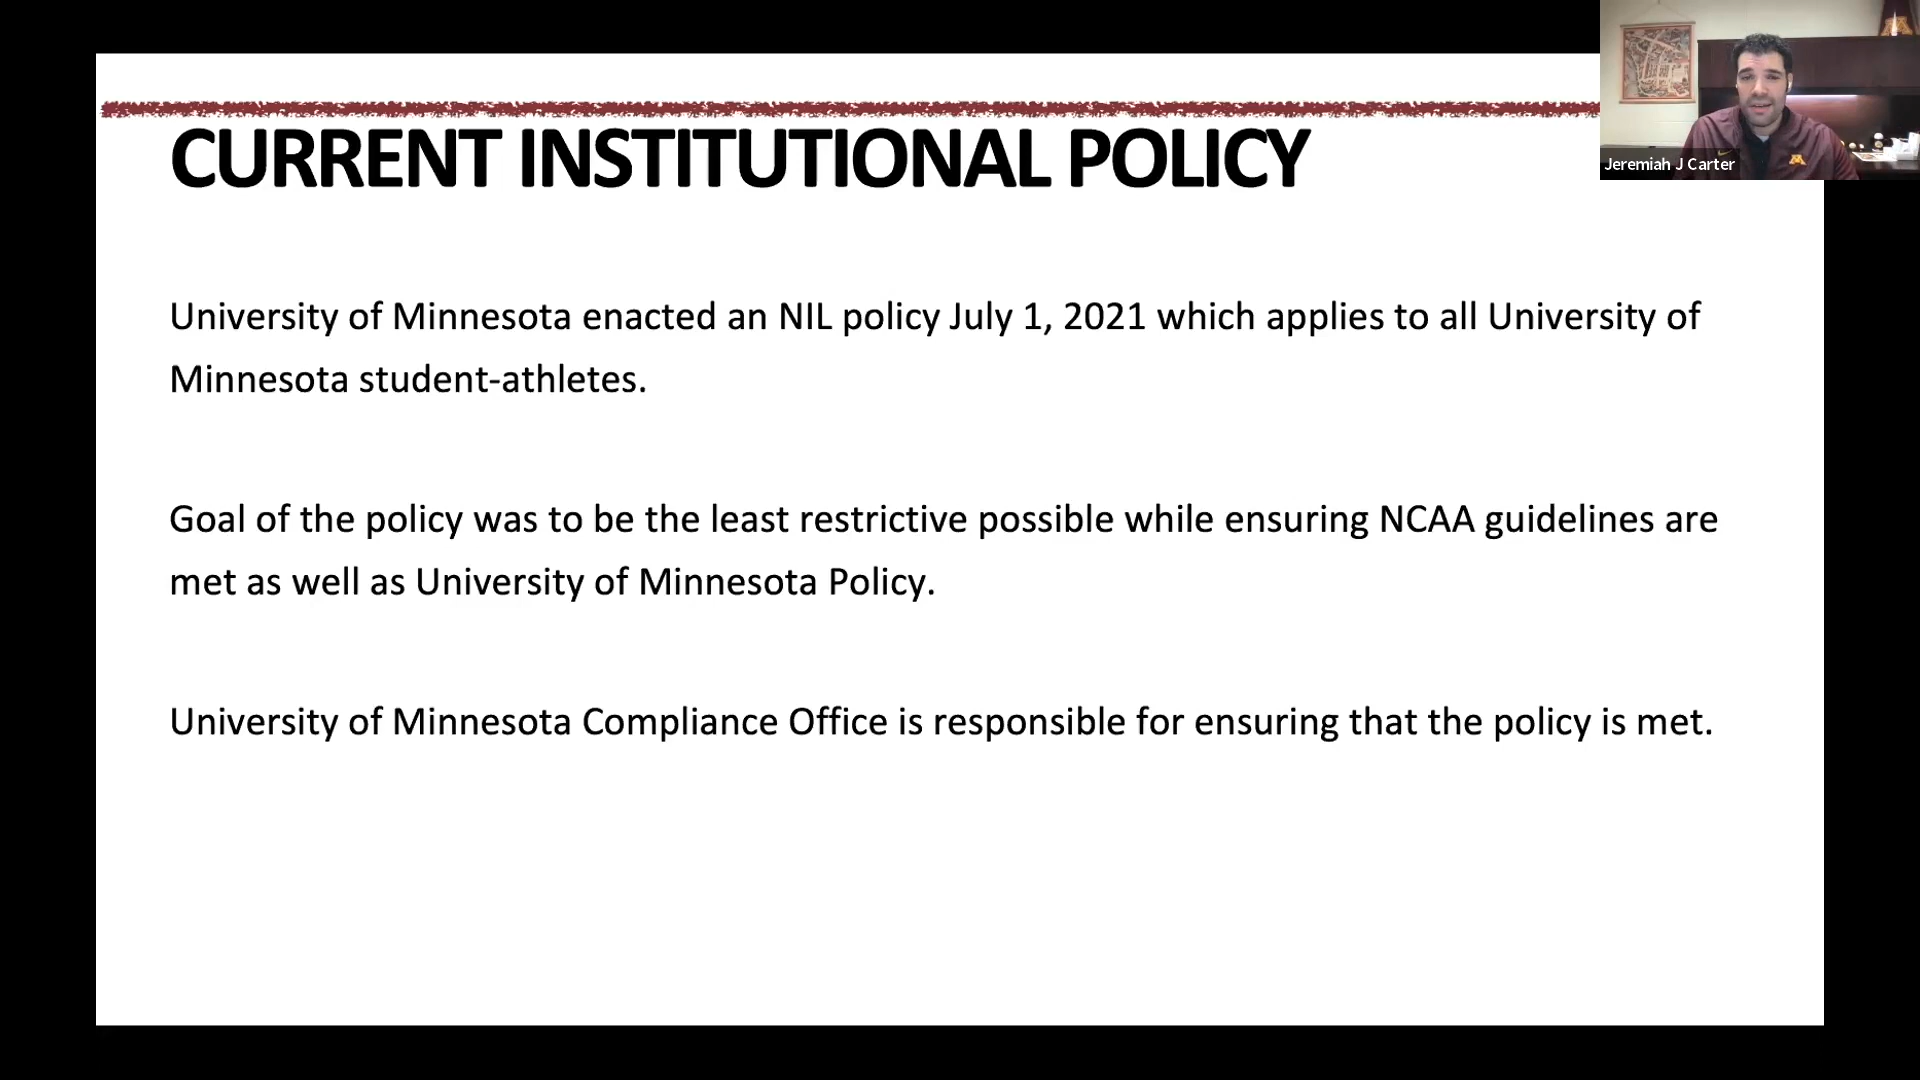 CURRENT INSTITUTIONAL POLICY
Jeremiah J Carter
University of Minnesota enacted an NIL policy July 1, 2021 which applies to all University of
Minnesota student-athletes.
Goal of the policy was to be the least restrictive possible while ensuring NCAA guidelines are
met as well as University of Minnesota Policy.
University of Minnesota Compliance Office is responsible for ensuring that the policy is met.